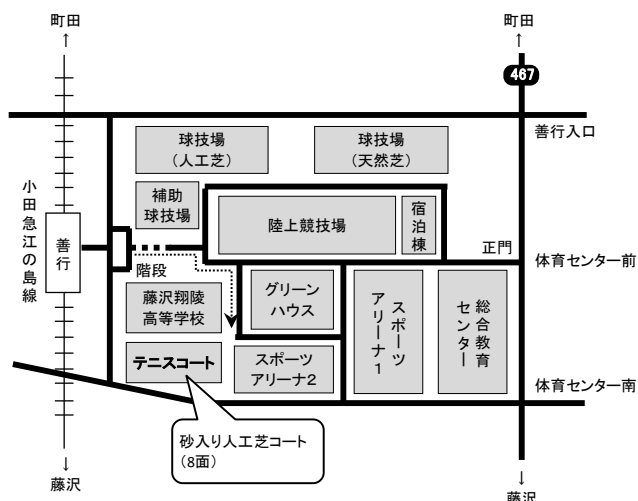 町田
↑
町田
↑
467
善行入口
球技場
（人工芝）
球技場
（天然芝）
補助
球技場
陸上競技場
宿泊棟
正門
小田急江の島線
善行
階段
体育センター前
グリーン
ハウス
スポーツ
アリーナ1
総合教育
センター
藤沢翔陵
高等学校
テニスコート
スポーツ
アリーナ２
体育センター南
砂入り人工芝コート
（8面）
↓
藤沢
↓
藤沢